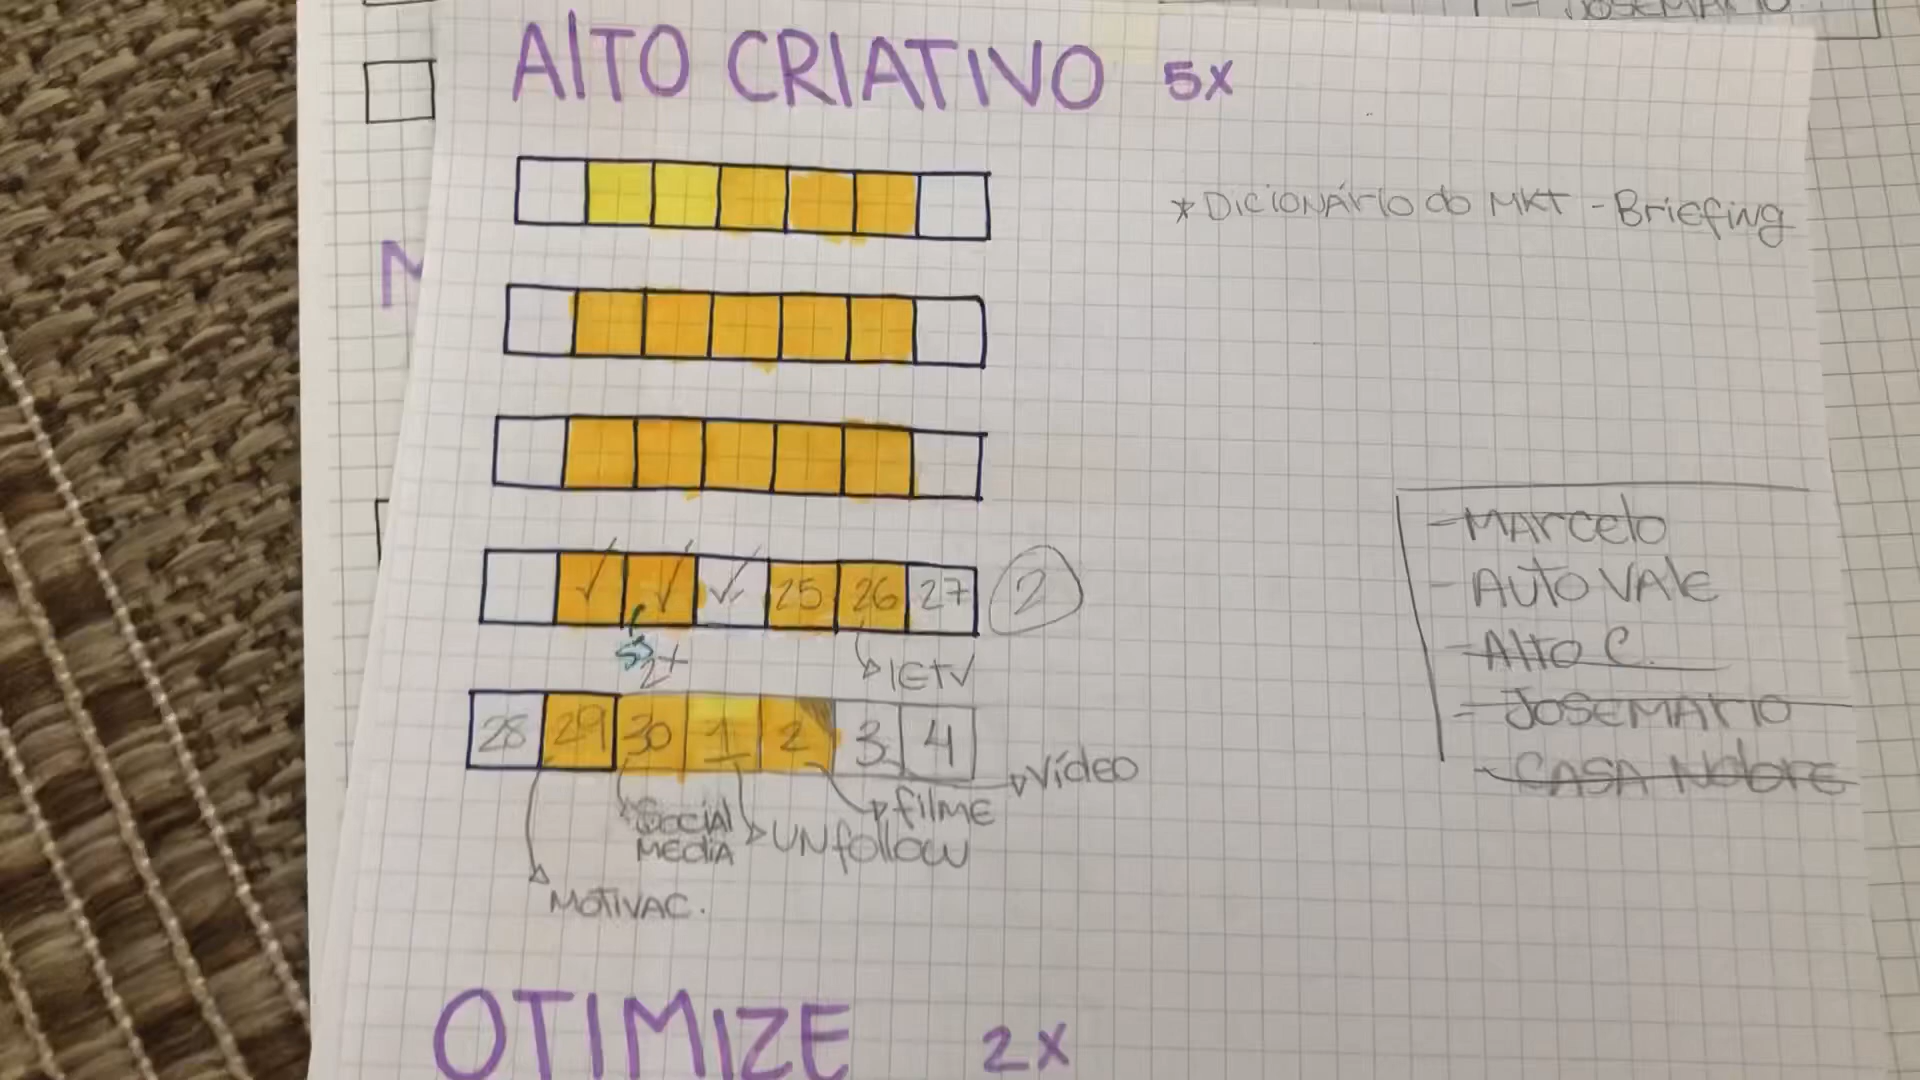 AlTO CRIATIVO 5X
* Dicionário do MKT - Briefing
25 26 27 2
2x
IGTV
28 29 30 1 2 3 4
Vídeo
filme
Social
Media
UNfollow
MOTIVAC.
- Marcelo
- AUTO VALE
- Alto C.
- JOSEMARIO
- CASA NOBRE
OTIMIZE 2X